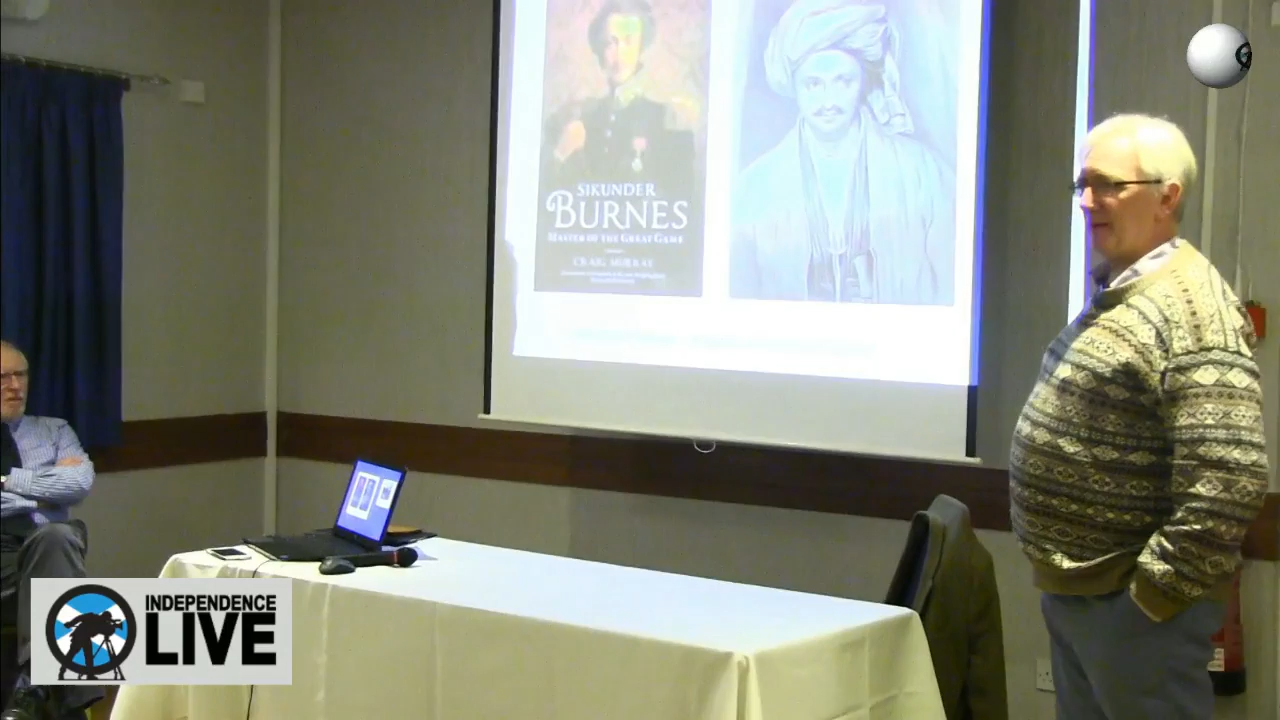 SIKUNDER
BURNES
MASTER OF THE GREAT GAME
CRAIG MURRAY
INDEPENDENCE
LIVE